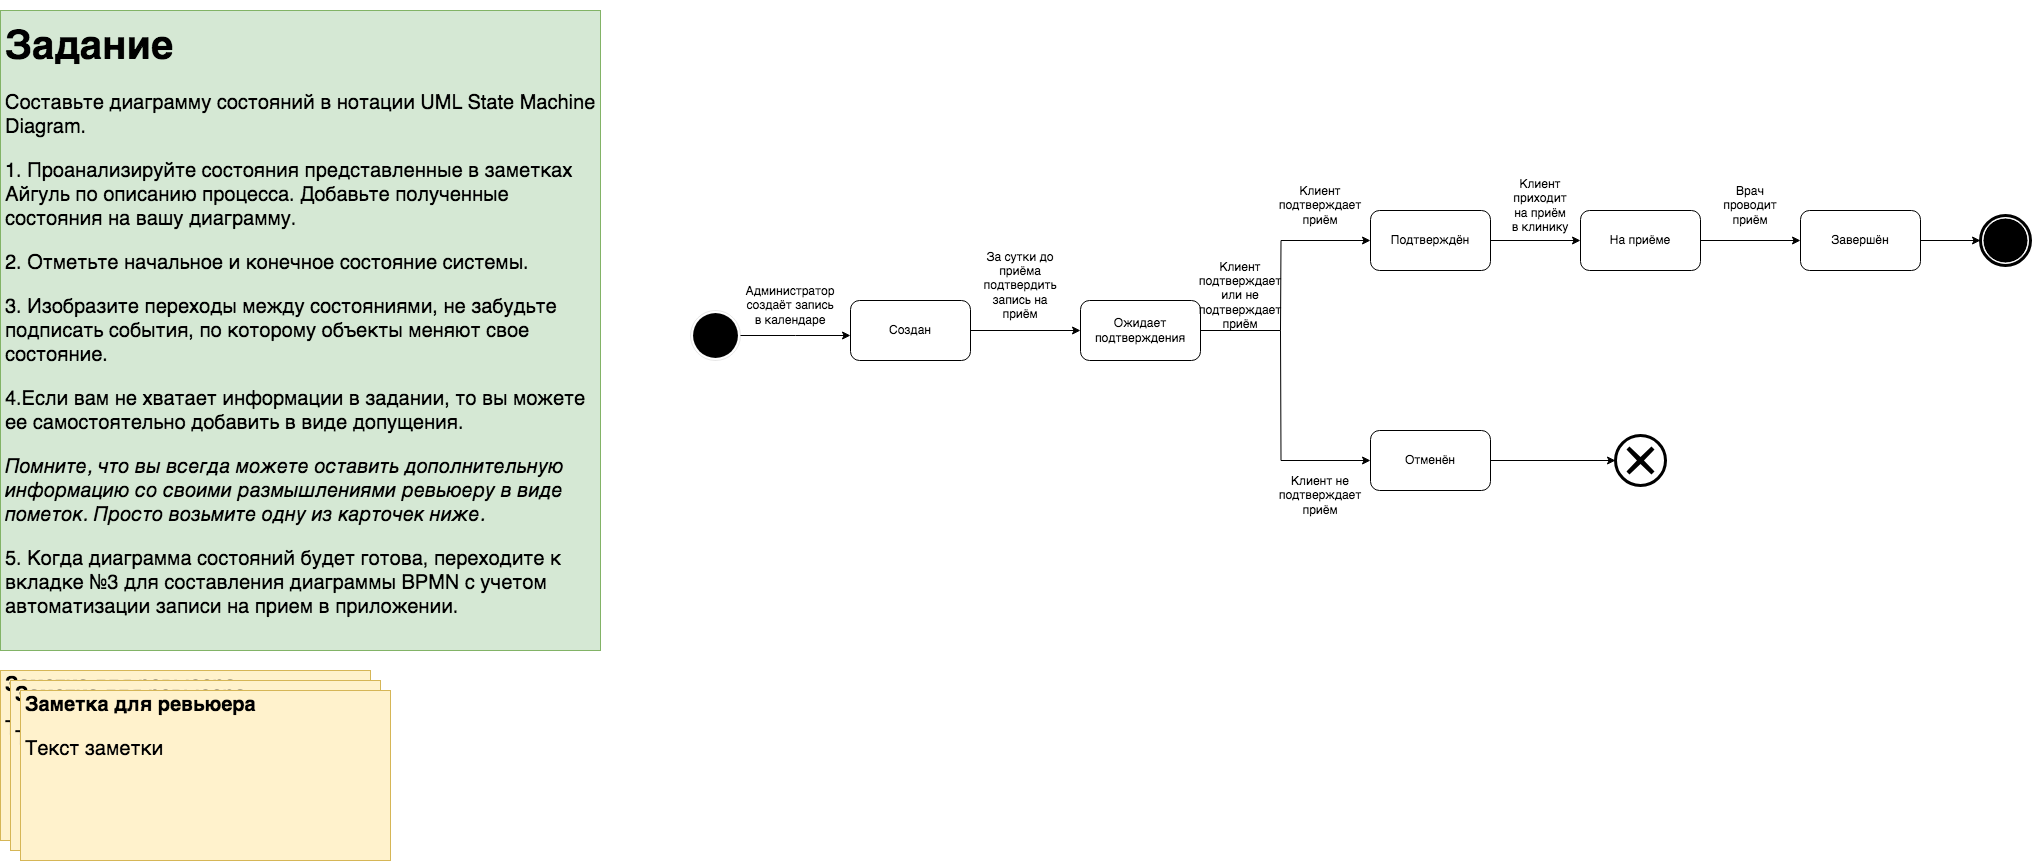 Задание
Составьте диаграмму состояний в нотации UML State Machine
Diagram.
1. Проанализируйте состояния представленные в заметках
Айгуль по описанию процесса. Добавьте полученные
состояния на вашу диаграмму.
2. Отметьте начальное и конечное состояние системы.
3. Изобразите переходы между состояниями, не забудьте
подписать события, по которому объекты меняют свое
состояние.
4.Если вам не хватает информации в задании, то вы можете
ее самостоятельно добавить в виде допущения.
Помните, что вы всегда можете оставить дополнительную
информацию со своими размышлениями ревьюеру в виде
пометок. Просто возьмите одну из карточек ниже.
5. Когда диаграмма состояний будет готова, переходите к
вкладке №3 для составления диаграммы BPMN с учетом
автоматизации записи на прием в приложении.
Заметка для ревьюера
Текст заметки
Администратор
создаёт запись
в календаре
Создан
За сутки до
приёма
подтвердить
запись на
приём
Ожидает
подтверждения
Клиент
подтверждает
или не
подтверждает
приём
Клиент
подтверждает
приём
Подтверждён
Клиент
приходит
на приём
в клинику
На приёме
Врач
проводит
приём
Завершён
Клиент не
подтверждает
приём
Отменён